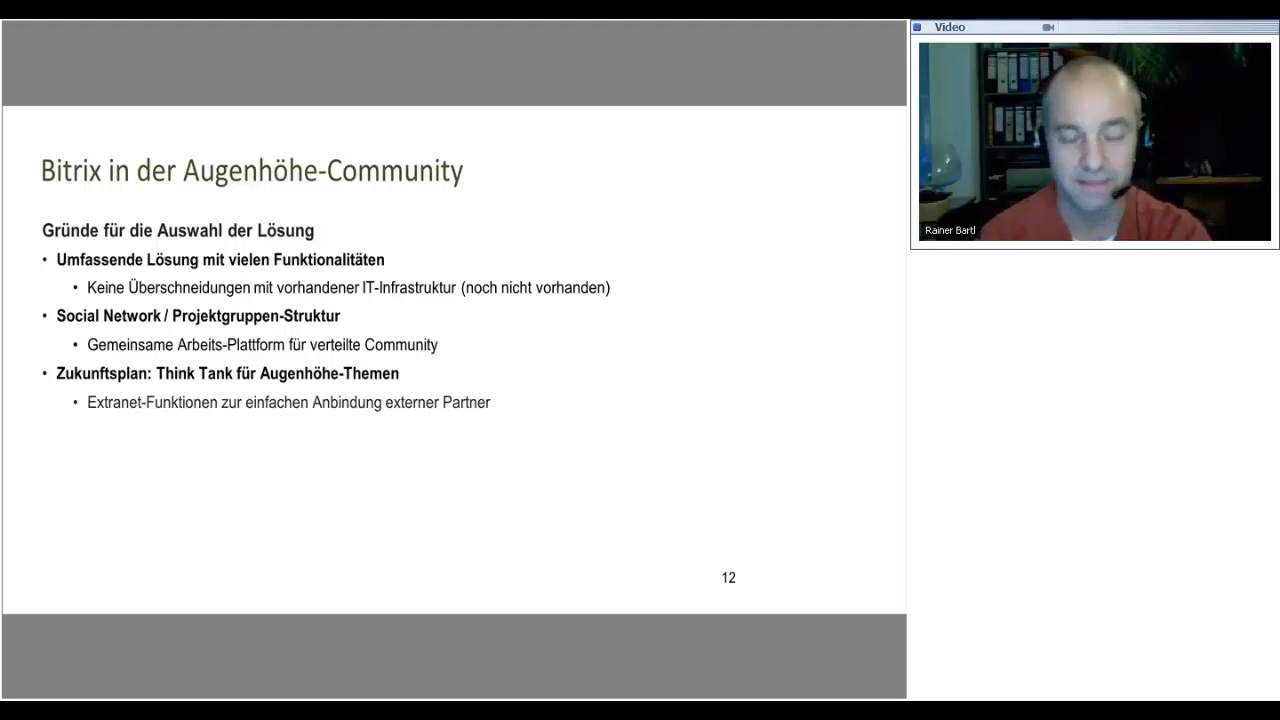 Video
Bitrix in der Augenhöhe-Community
Gründe für die Auswahl der Lösung
• Umfassende Lösung mit vielen Funktionalitäten
• Keine Überschneidungen mit vorhandener IT-Infrastruktur (noch nicht vorhanden)
• Social Network / Projektgruppen-Struktur
• Gemeinsame Arbeits-Plattform für verteilte Community
• Zukunftsplan: Think Tank für Augenhöhe-Themen
• Extranet-Funktionen zur einfachen Anbindung externer Partner
12
Rainer Bartl